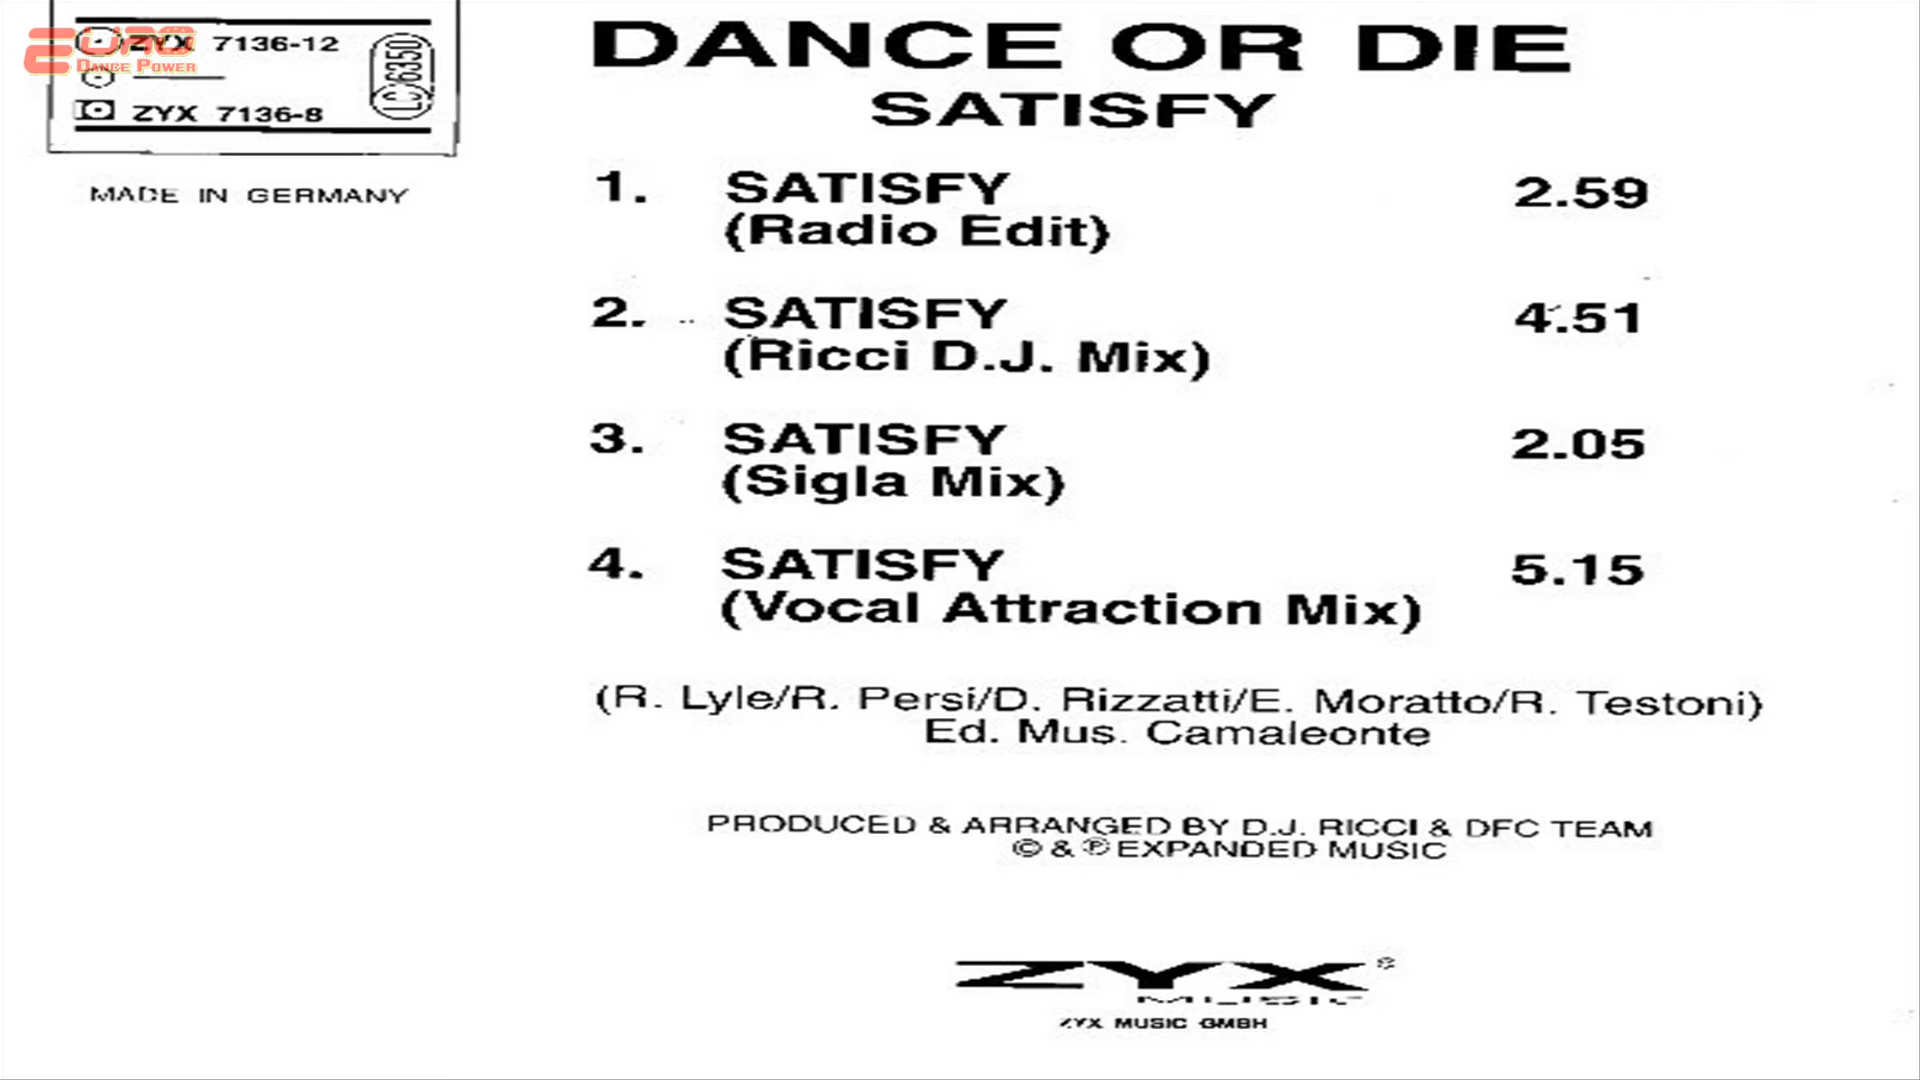 EURO
DANCE POWER
ZYX 7136-12
ZYX 7136-8
LC 6350
MADE IN GERMANY
DANCE OR DIE
SATISFY
1. SATISFY 2.59
(Radio Edit)
2. SATISFY 4.51
(Ricci D.J. Mix)
3. SATISFY 2.05
(Sigla Mix)
4. SATISFY 5.15
(Vocal Attraction Mix)
(R. Lyle/R. Persi/D. Rizzatti/E. Moratto/R. Testoni)
Ed. Mus. Camaleonte
PRODUCED & ARRANGED BY D.J. RICCI & DFC TEAM
© & ℗ EXPANDED MUSIC
ZYX®
MUSIC
ZYX MUSIC GMBH